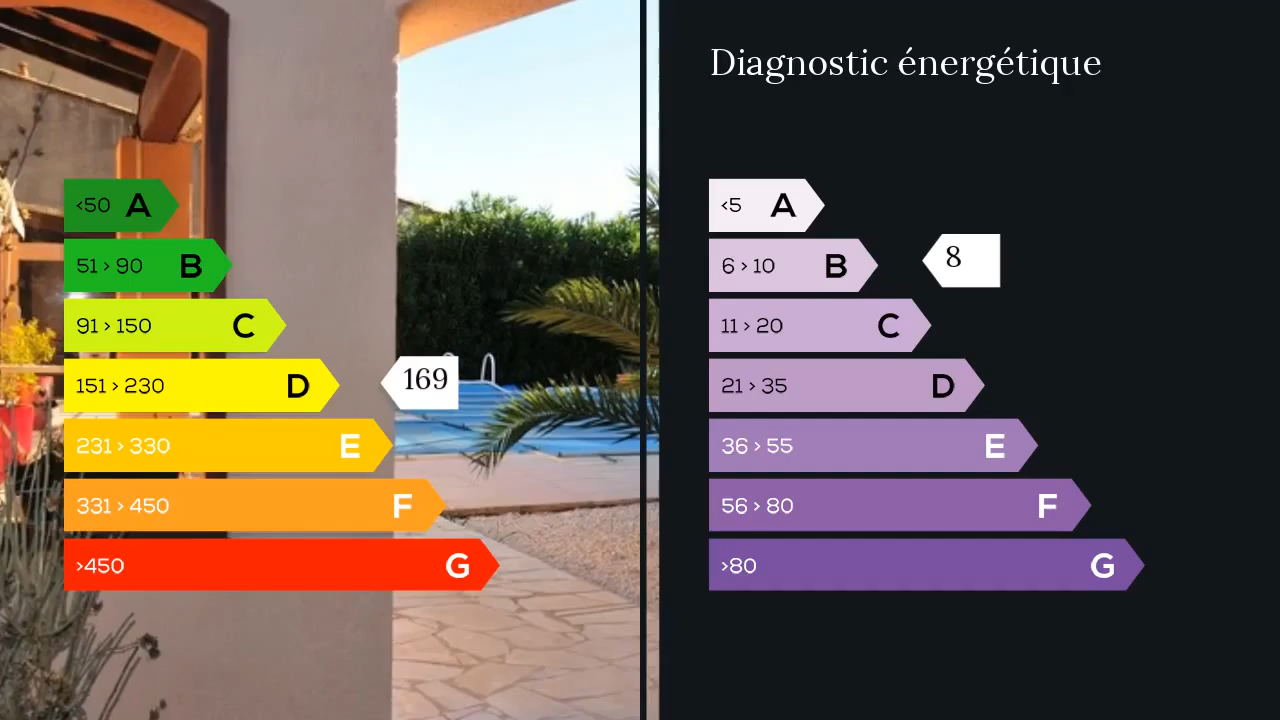 Diagnostic énergétique
<50 A
51 > 90 B
91 > 150 C
151 > 230 D
169
231 > 330 E
331 > 450 F
>450 G
<5 A
6 > 10 B
8
11 > 20 C
21 > 35 D
36 > 55 E
56 > 80 F
>80 G